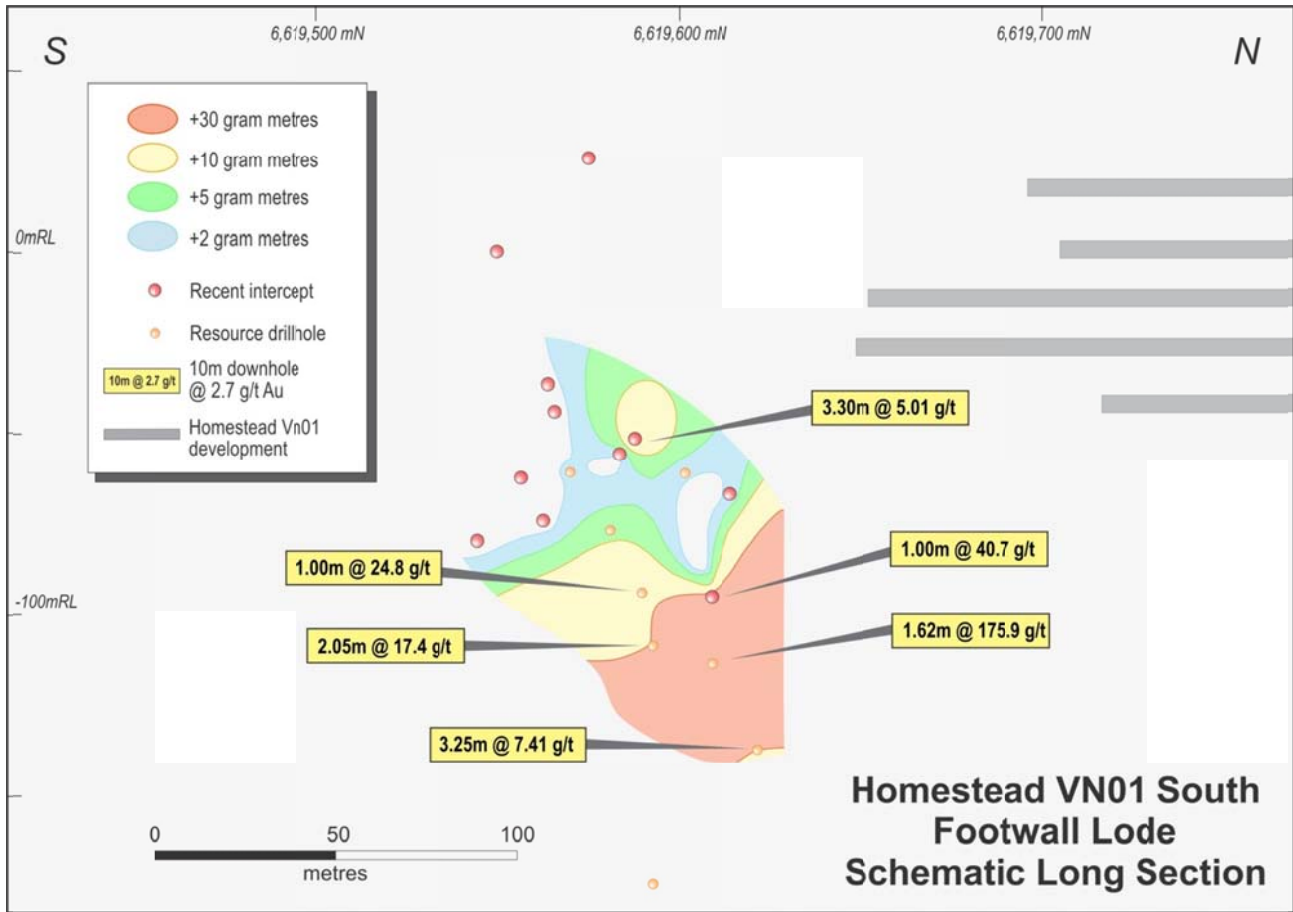 6,619,500 mN
6,619,600 mN
6,619,700 mN
S
N
+30 gram metres
+10 gram metres
+5 gram metres
+2 gram metres
Recent intercept
Resource drillhole
10m @ 2.7 g/t
10m downhole
@ 2.7 g/t Au
Homestead Vn01
development
0mRL
3.30m @ 5.01 g/t
1.00m @ 40.7 g/t
1.00m @ 24.8 g/t
-100mRL
1.62m @ 175.9 g/t
2.05m @ 17.4 g/t
3.25m @ 7.41 g/t
Homestead VN01 South
Footwall Lode
Schematic Long Section
0 50 100
metres